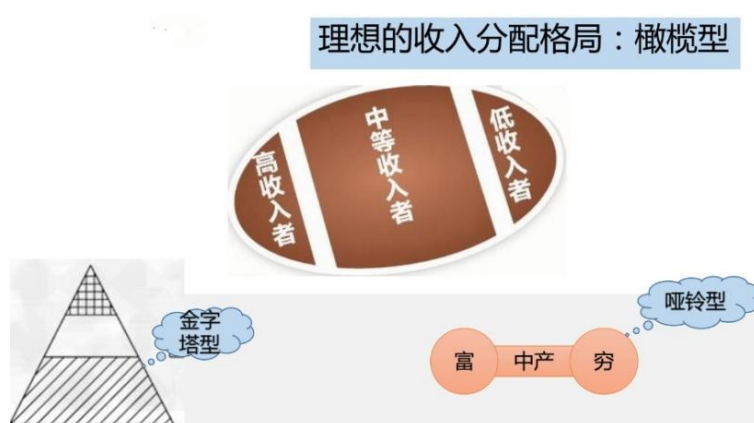 理想的收入分配格局：橄榄型
高收入者
中等收入者
低收入者
金字
塔型
哑铃型
富
中产
穷